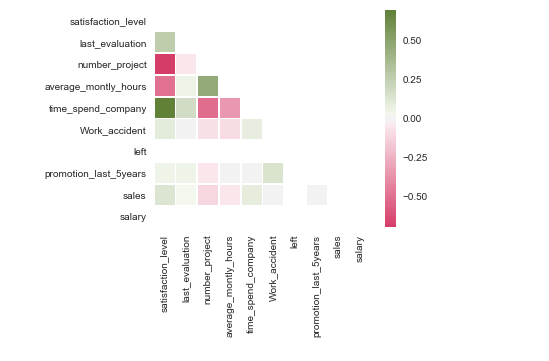 satisfaction_level
last_evaluation
number_project
average_montly_hours
time_spend_company
Work_accident
left
promotion_last_5years
sales
salary
satisfaction_level
last_evaluation
number_project
average_montly_hours
time_spend_company
Work_accident
left
promotion_last_5years
sales
salary
0.50
0.25
0.00
−0.25
−0.50